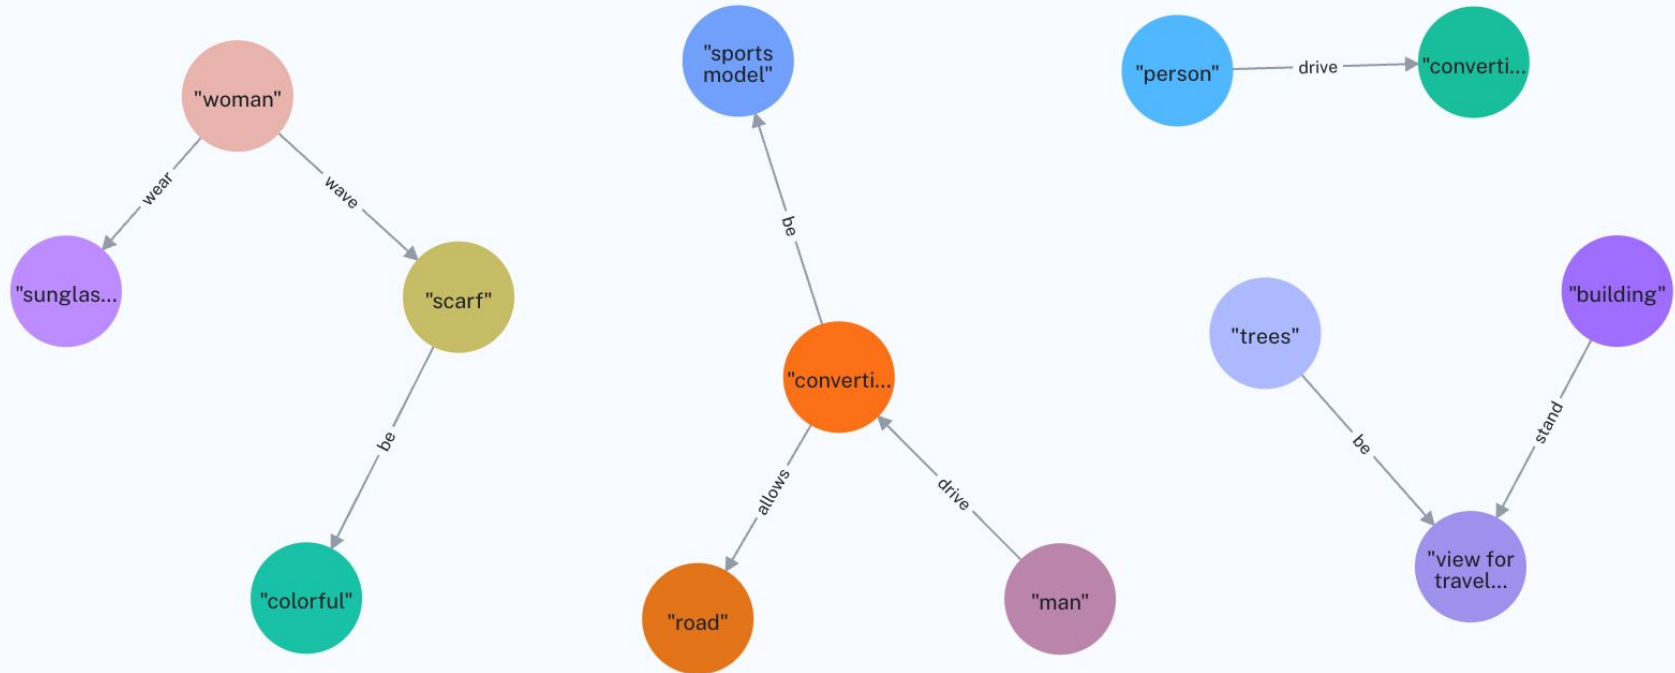 "woman"
wear
wave
"sunglas...
"scarf"
be
"colorful"
"sports
model"
be
"converti...
allows
drive
"road"
"man"
"person"
drive
"converti...
"trees"
"building"
be
stand
"view for
travel...